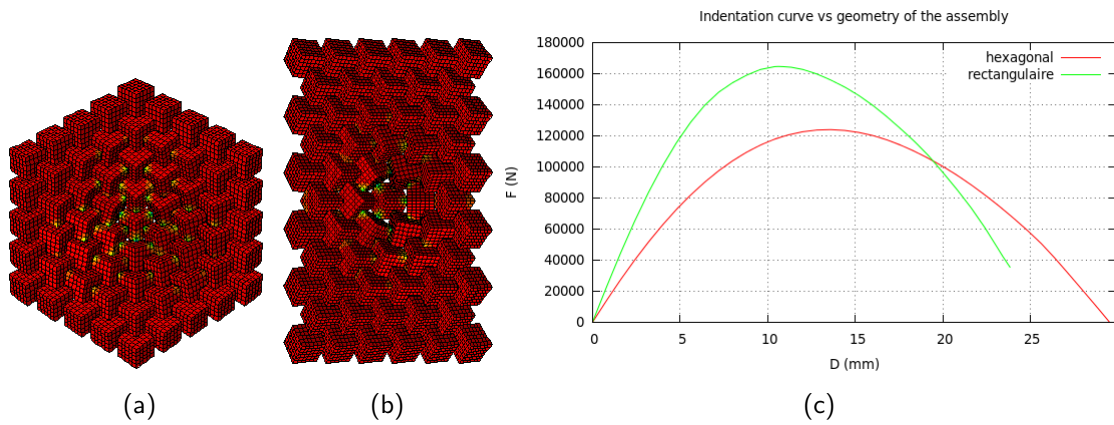 Indentation curve vs geometry of the assembly
180000
160000
140000
120000
100000
80000
60000
40000
20000
0
F (N)
hexagonal
rectangulaire
0 5 10 15 20 25
D (mm)
(a) (b) (c)